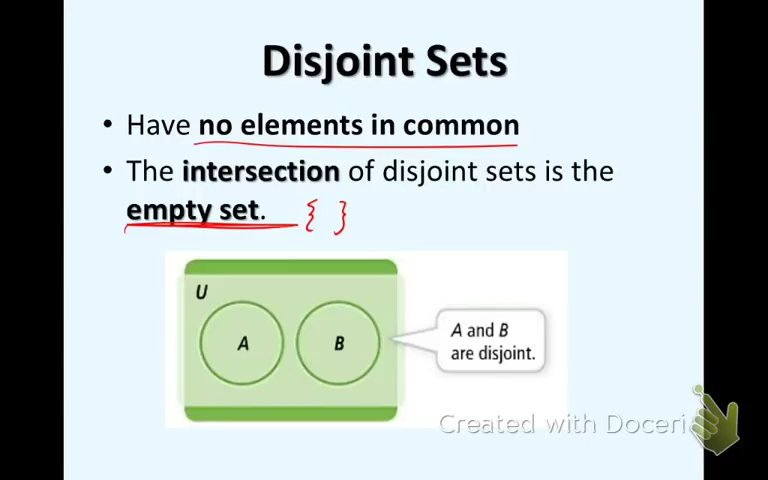 Disjoint Sets
• Have no elements in common
• The intersection of disjoint sets is the
empty set. { }
U
A
B
A and B
are disjoint.
Created with Doceri